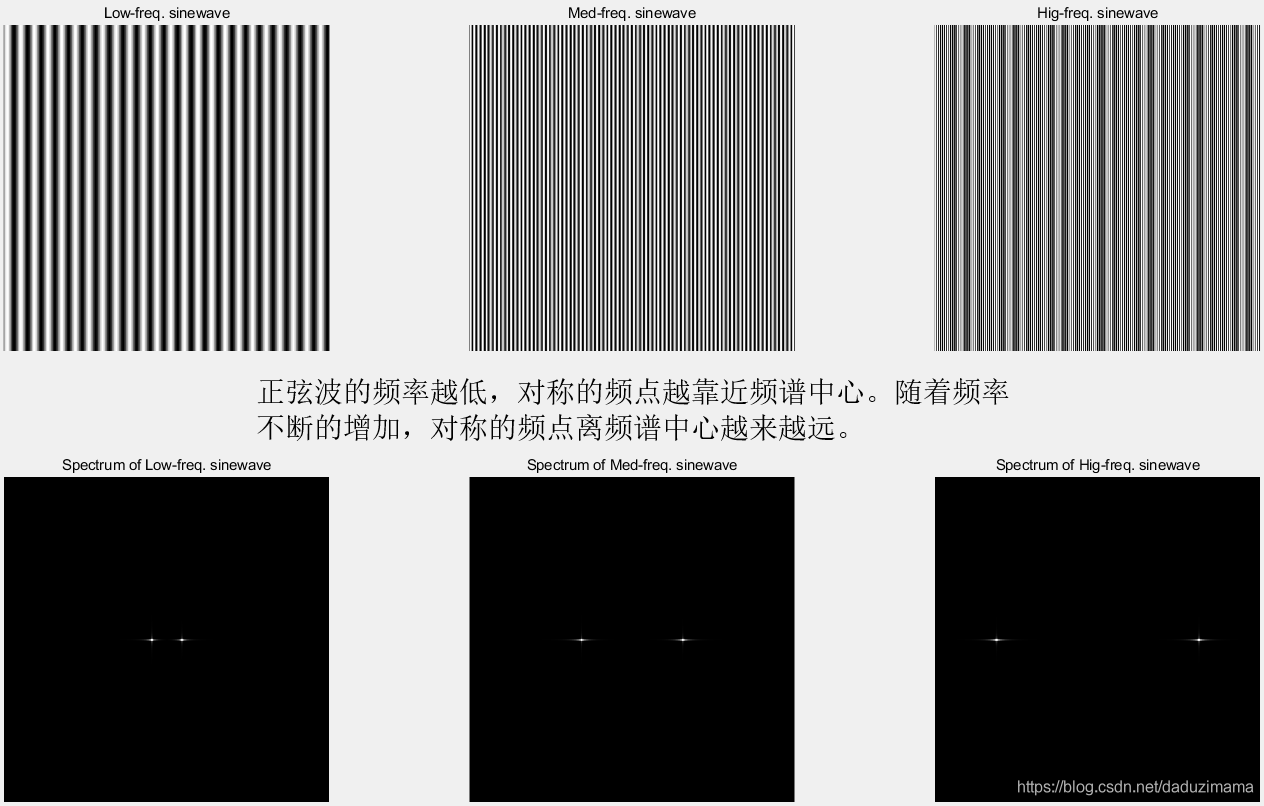 Low-freq. sinewave
Med-freq. sinewave
Hig-freq. sinewave
正弦波的频率越低，对称的频点越靠近频谱中心。随着频率
不断的增加，对称的频点离频谱中心越来越远。
Spectrum of Low-freq. sinewave
Spectrum of Med-freq. sinewave
Spectrum of Hig-freq. sinewave
https://blog.csdn.net/daduzimama